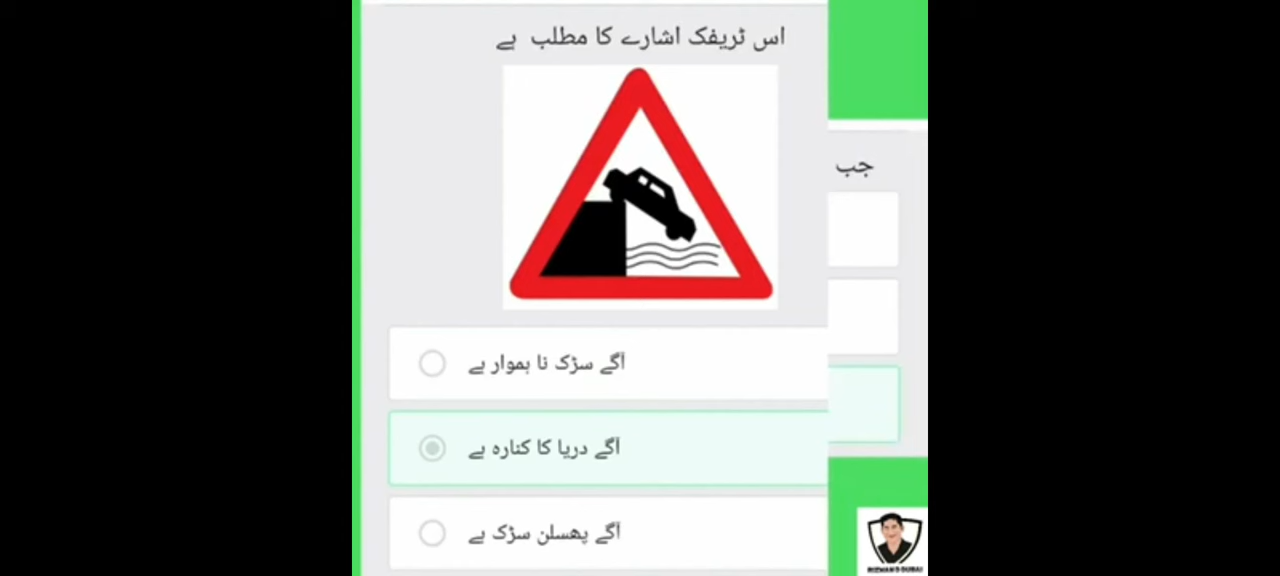 اس ٹریفک اشارے کا مطلب ہے
آگے سڑک نا ہموار ہے
آگے دریا کا کنارہ ہے
آگے پھسلن سڑک ہے
جب